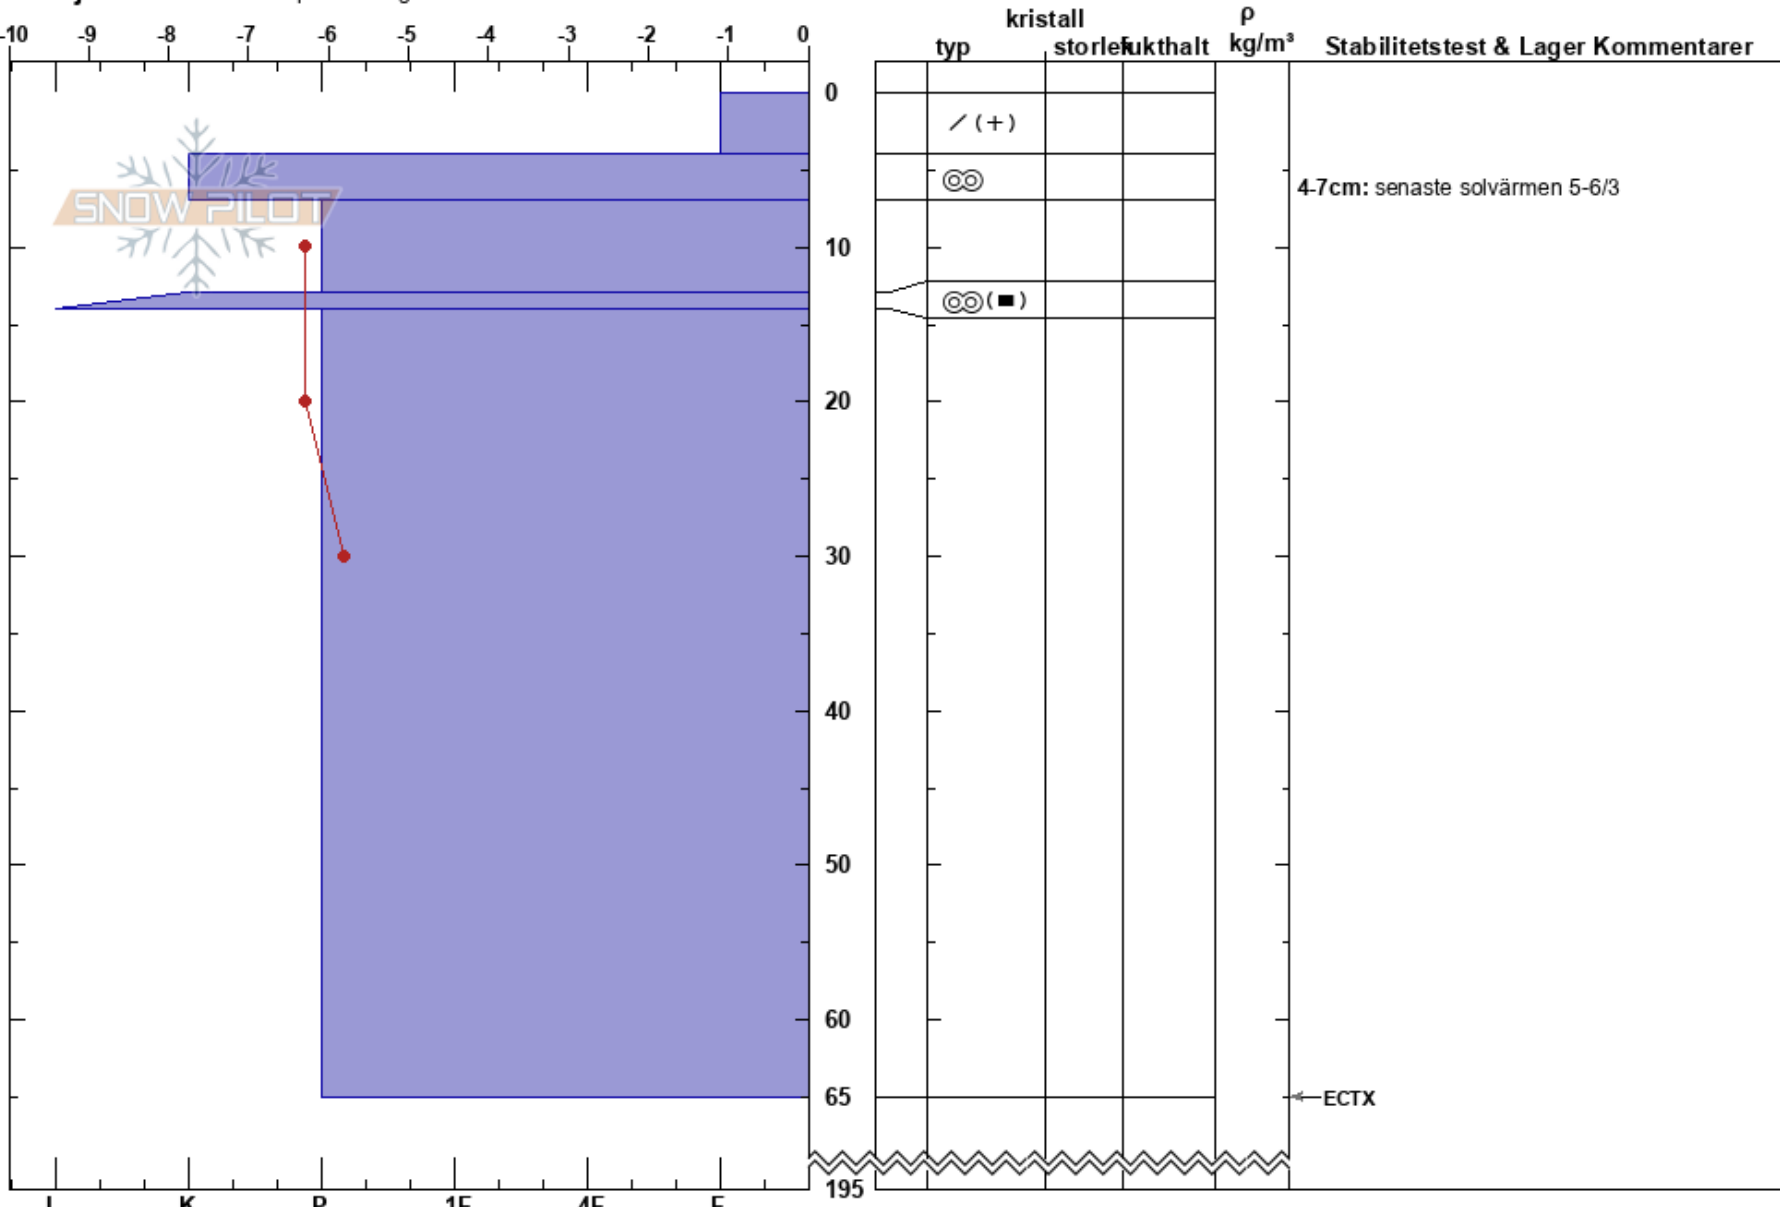 kristall ρ
-10 -9 -8 -7 -6 -5 -4 -3 -2 -1 0
typ storlek fukthalt kg/m³ Stabilitetstest & Lager Kommentarer
0
(+)
SNOW PILOT
4-7cm: senaste solvärmen 5-6/3
10
20
30
40
50
60
65 ECTX
195
I K P 1F 4F F